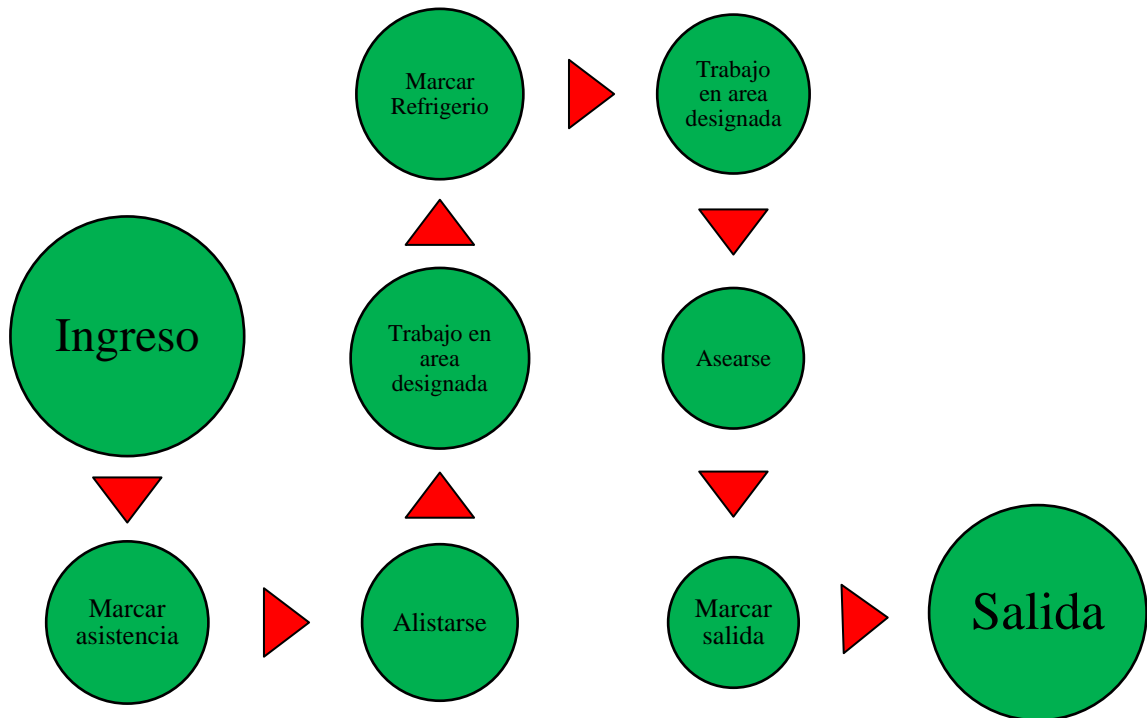 Ingreso
Marcar
asistencia
Alistarse
Trabajo en
area
designada
Marcar
Refrigerio
Trabajo
en area
designada
Asearse
Marcar
salida
Salida